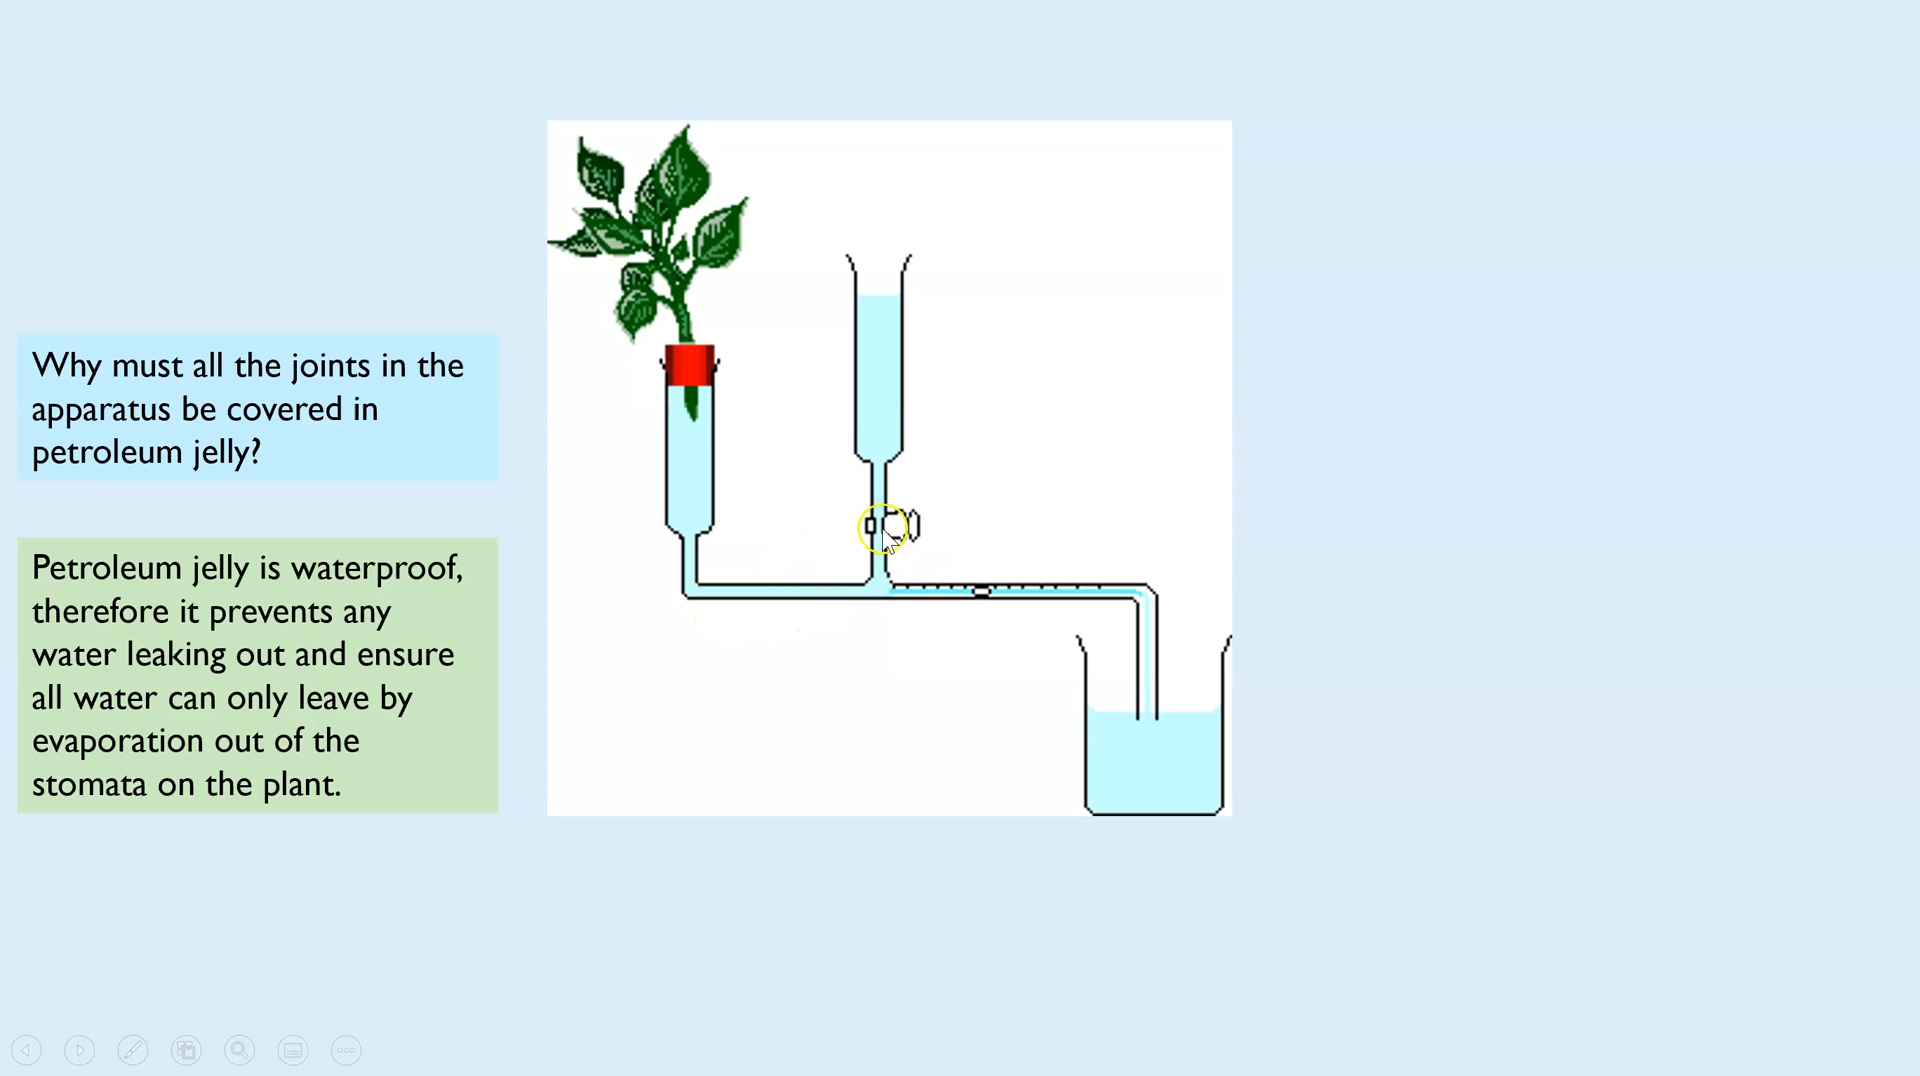 Why must all the joints in the
apparatus be covered in
petroleum jelly?
Petroleum jelly is waterproof,
therefore it prevents any
water leaking out and ensure
all water can only leave by
evaporation out of the
stomata on the plant.